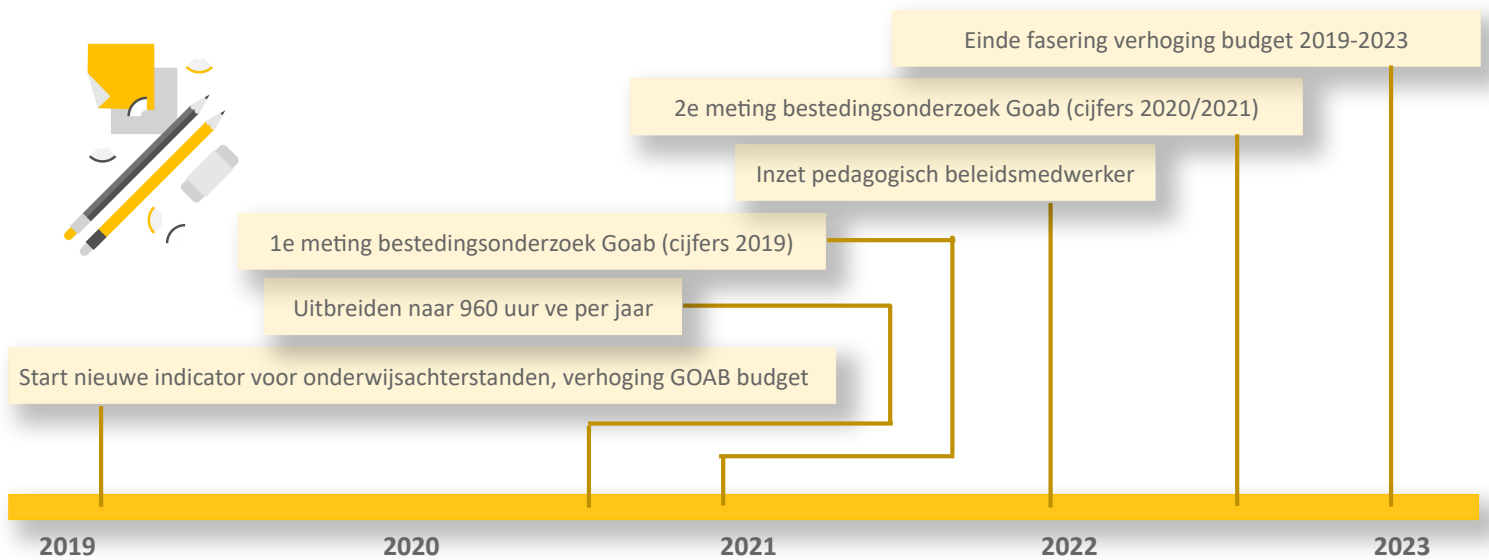 Einde fasering verhoging budget 2019-2023
2e meting bestedingsonderzoek Goab (cijfers 2020/2021)
Inzet pedagogisch beleidsmedwerker
1e meting bestedingsonderzoek Goab (cijfers 2019)
Uitbreiden naar 960 uur ve per jaar
Start nieuwe indicator voor onderwijsachterstanden, verhoging GOAB budget
2019 2020 2021 2022 2023